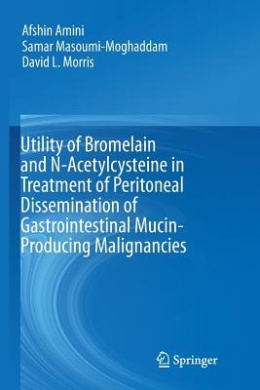 Afshin Amini
Samar Masoumi-Moghaddam
David L. Morris
Utility of Bromelain
and N-Acetylcysteine in
Treatment of Peritoneal
Dissemination of
Gastrointestinal Mucin-
Producing Malignancies
Springer